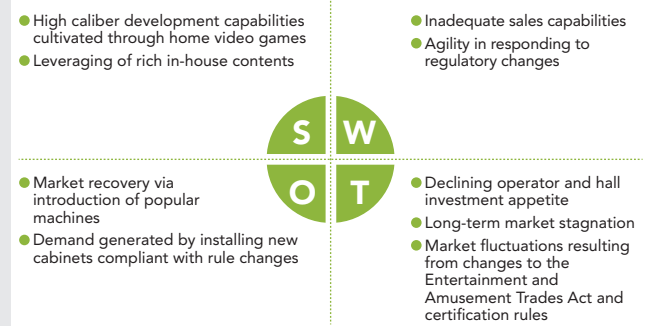 ● High caliber development capabilities
cultivated through home video games
● Leveraging of rich in-house contents
● Inadequate sales capabilities
● Agility in responding to
regulatory changes
S W
O T
● Market recovery via
introduction of popular
machines
● Demand generated by installing new
cabinets compliant with rule changes
● Declining operator and hall
investment appetite
● Long-term market stagnation
● Market fluctuations resulting
from changes to the
Entertainment and
Amusement Trades Act and
certification rules